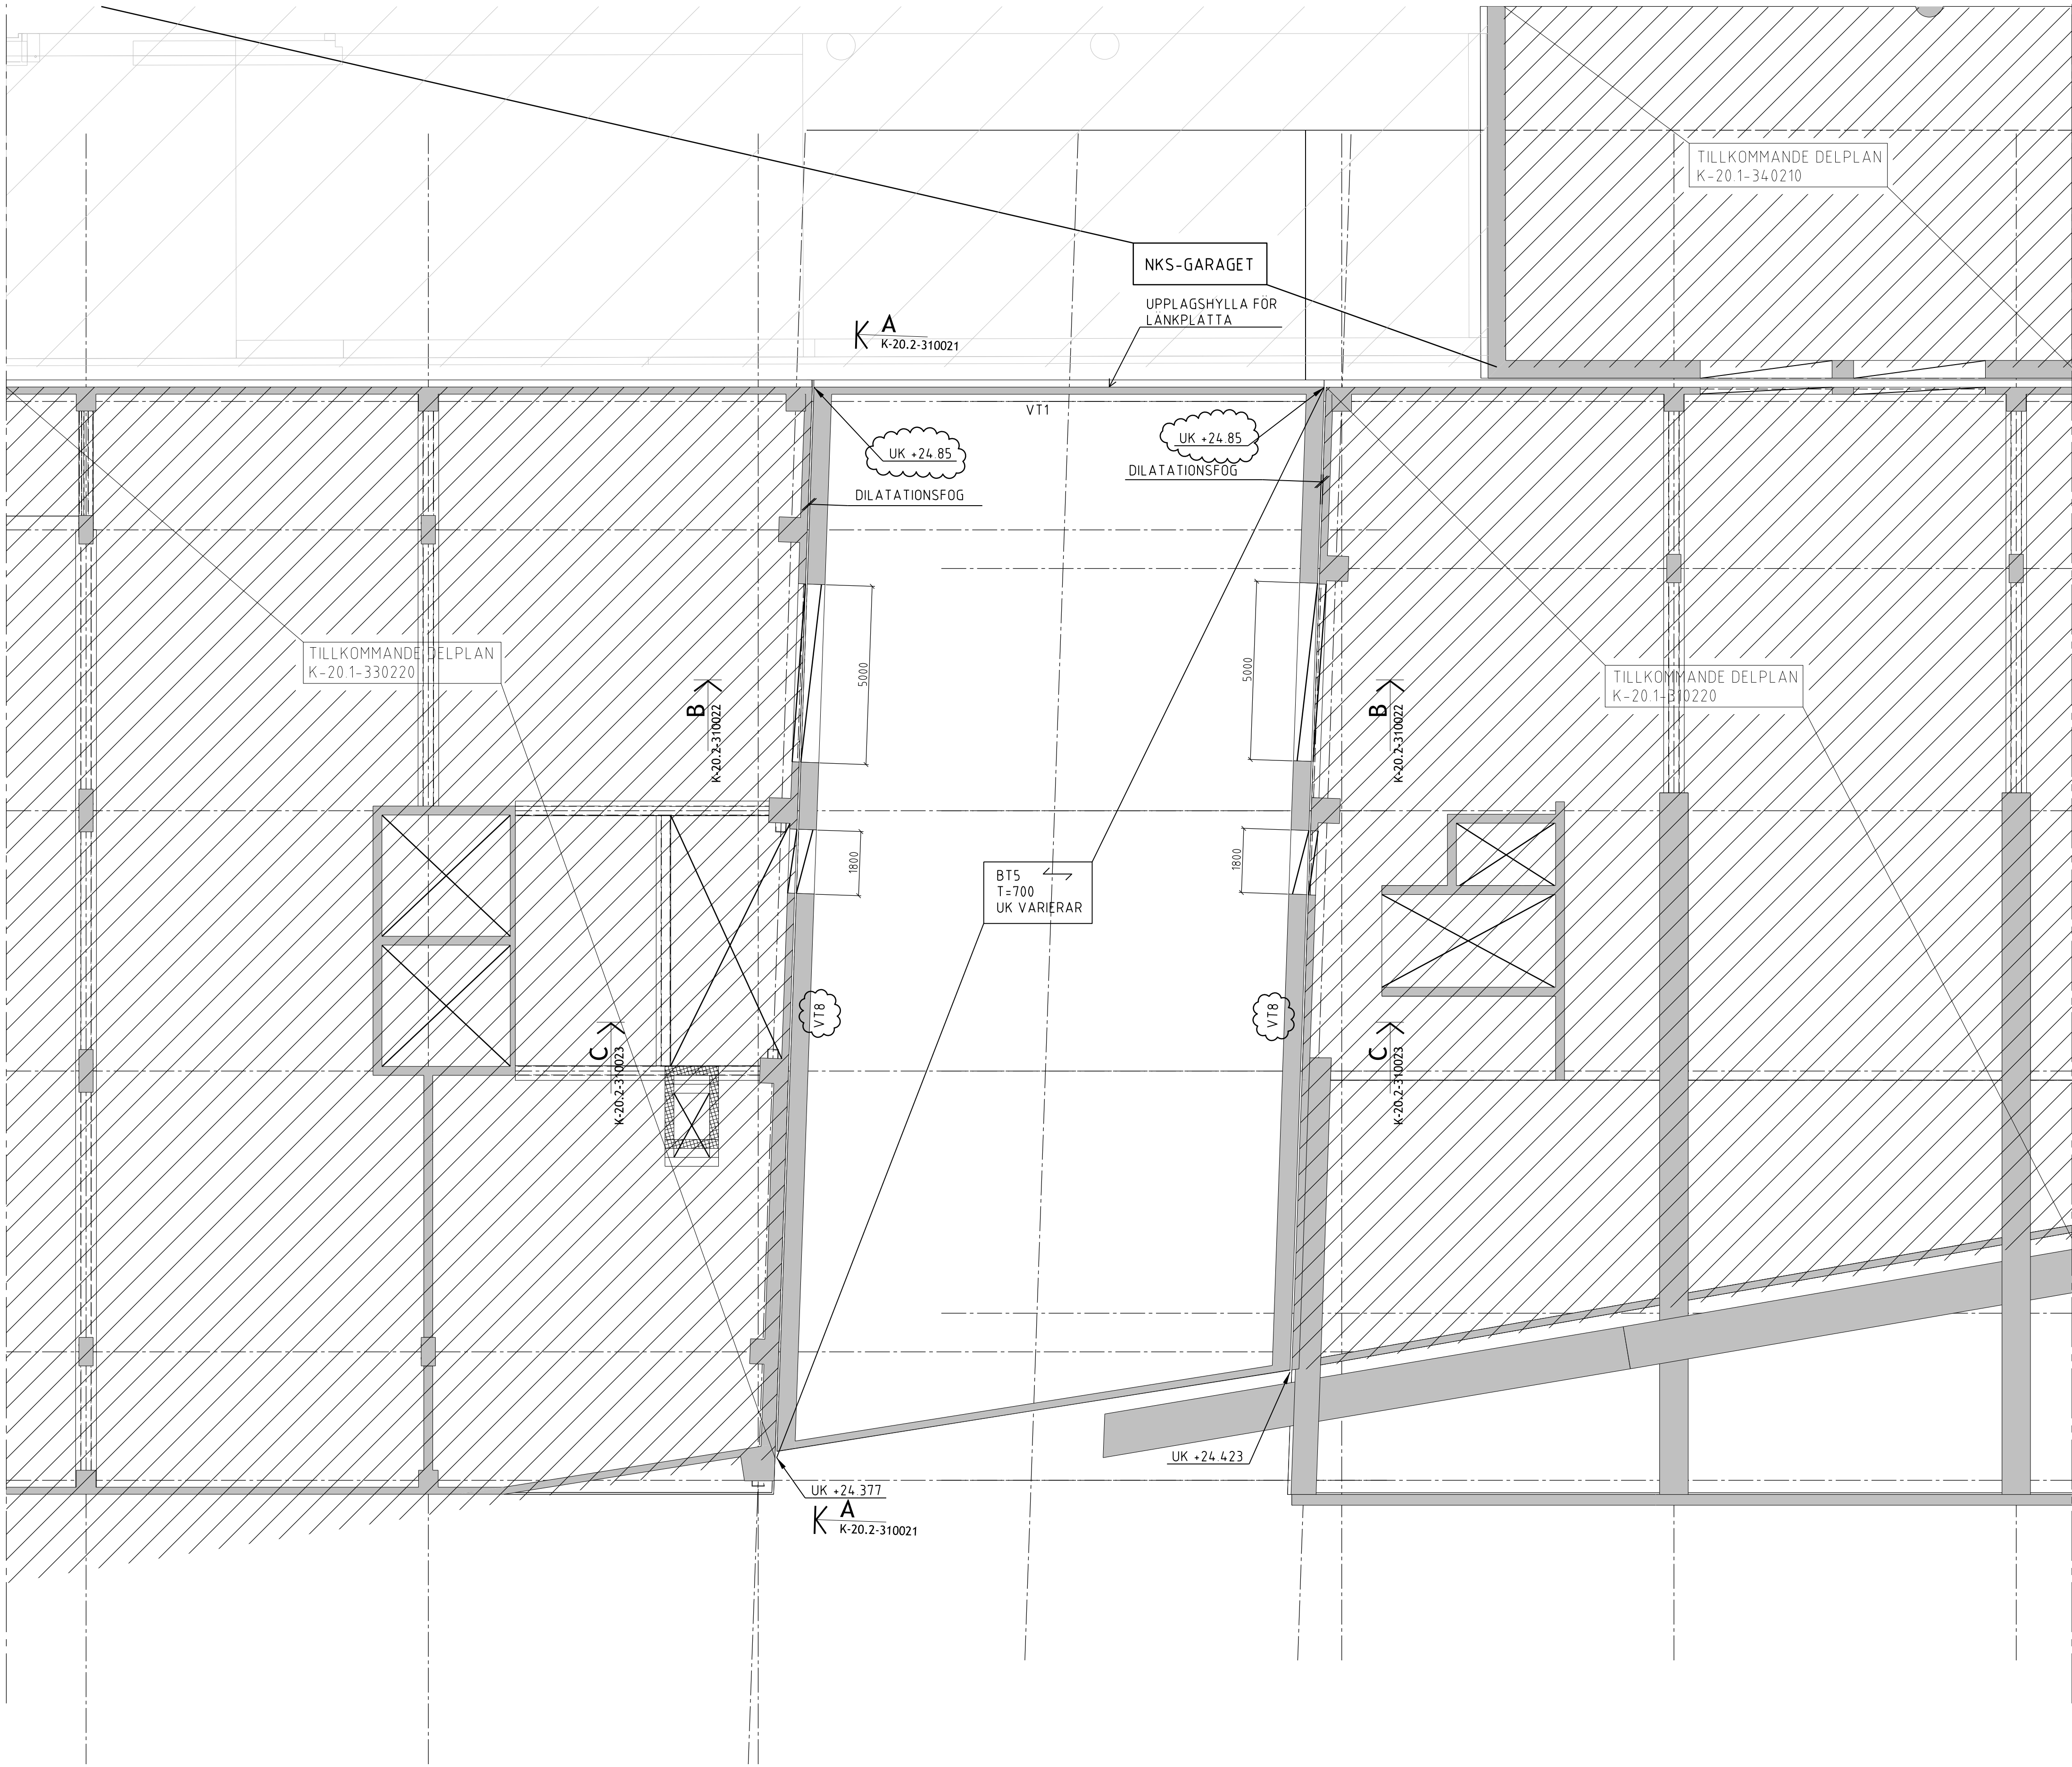 TILLKOMMANDE DELPLAN
K-20.1-340210
NKS-GARAGET
UPPLAGSHYLLA FÖR
LÄNKPLATTA
A
K-20.2-310021
VT1
UK +24.85
DILATATIONSFOG
UK +24.85
DILATATIONSFOG
TILLKOMMANDE DELPLAN
K-20.1-330220
5000
5000
TILLKOMMANDE DELPLAN
K-20.1-310220
B
K-20.2-310022
B
K-20.2-310022
1800
1800
BT5
T=700
UK VARIERAR
VT8
VT8
C
K-20.2-310023
C
K-20.2-310023
UK +24.423
UK +24.377
A
K-20.2-310021